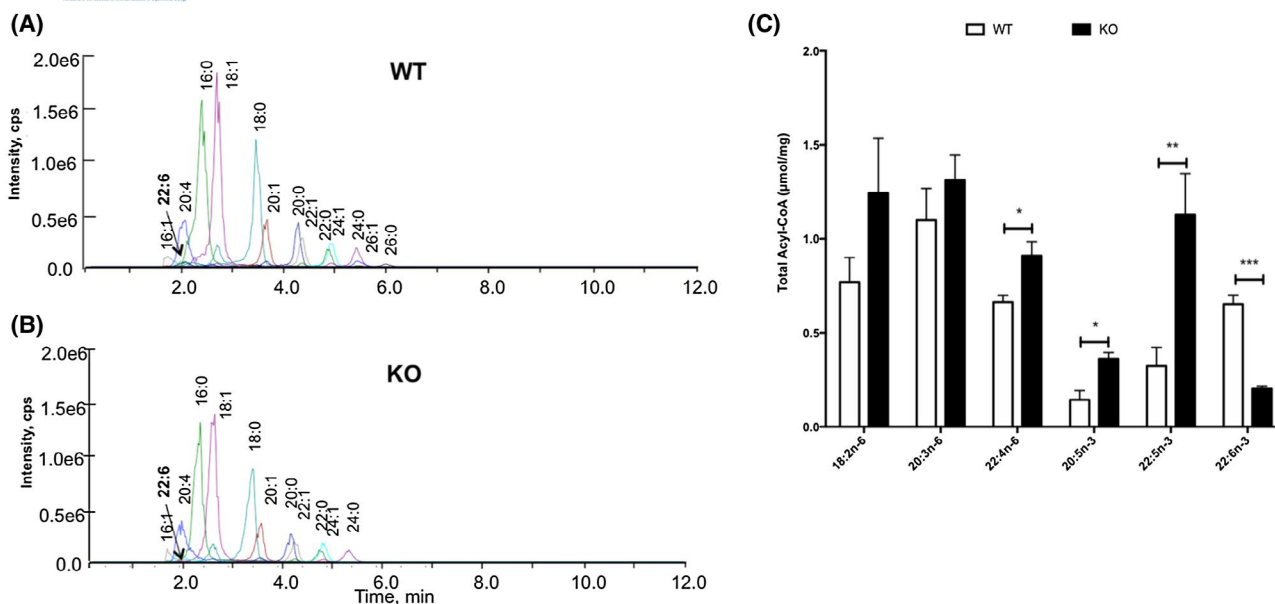 (A)
WT
Intensity, cps
2.0e6
1.5e6
1.0e6
0.5e6
0.0
16:1
22:6
20:4
16:0
18:1
18:0
20:1
20:0
22:1
22:0
24:1
24:0
26:1
26:0
2.0 4.0 6.0 8.0 10.0 12.0
(B)
KO
Intensity, cps
2.0e6
1.5e6
1.0e6
0.5e6
0.0
16:1
22:6
20:4
16:0
18:1
18:0
20:1
20:0
22:1
22:0
24:1
24:0
2.0 4.0 6.0 8.0 10.0 12.0
Time, min
(C)
WT KO
Total Acyl-CoA (µmol/mg)
2.0
1.5
1.0
0.5
0.0
*
*
**
***
18:2n-6
20:3n-6
22:4n-6
20:5n-3
22:5n-3
22:6n-3